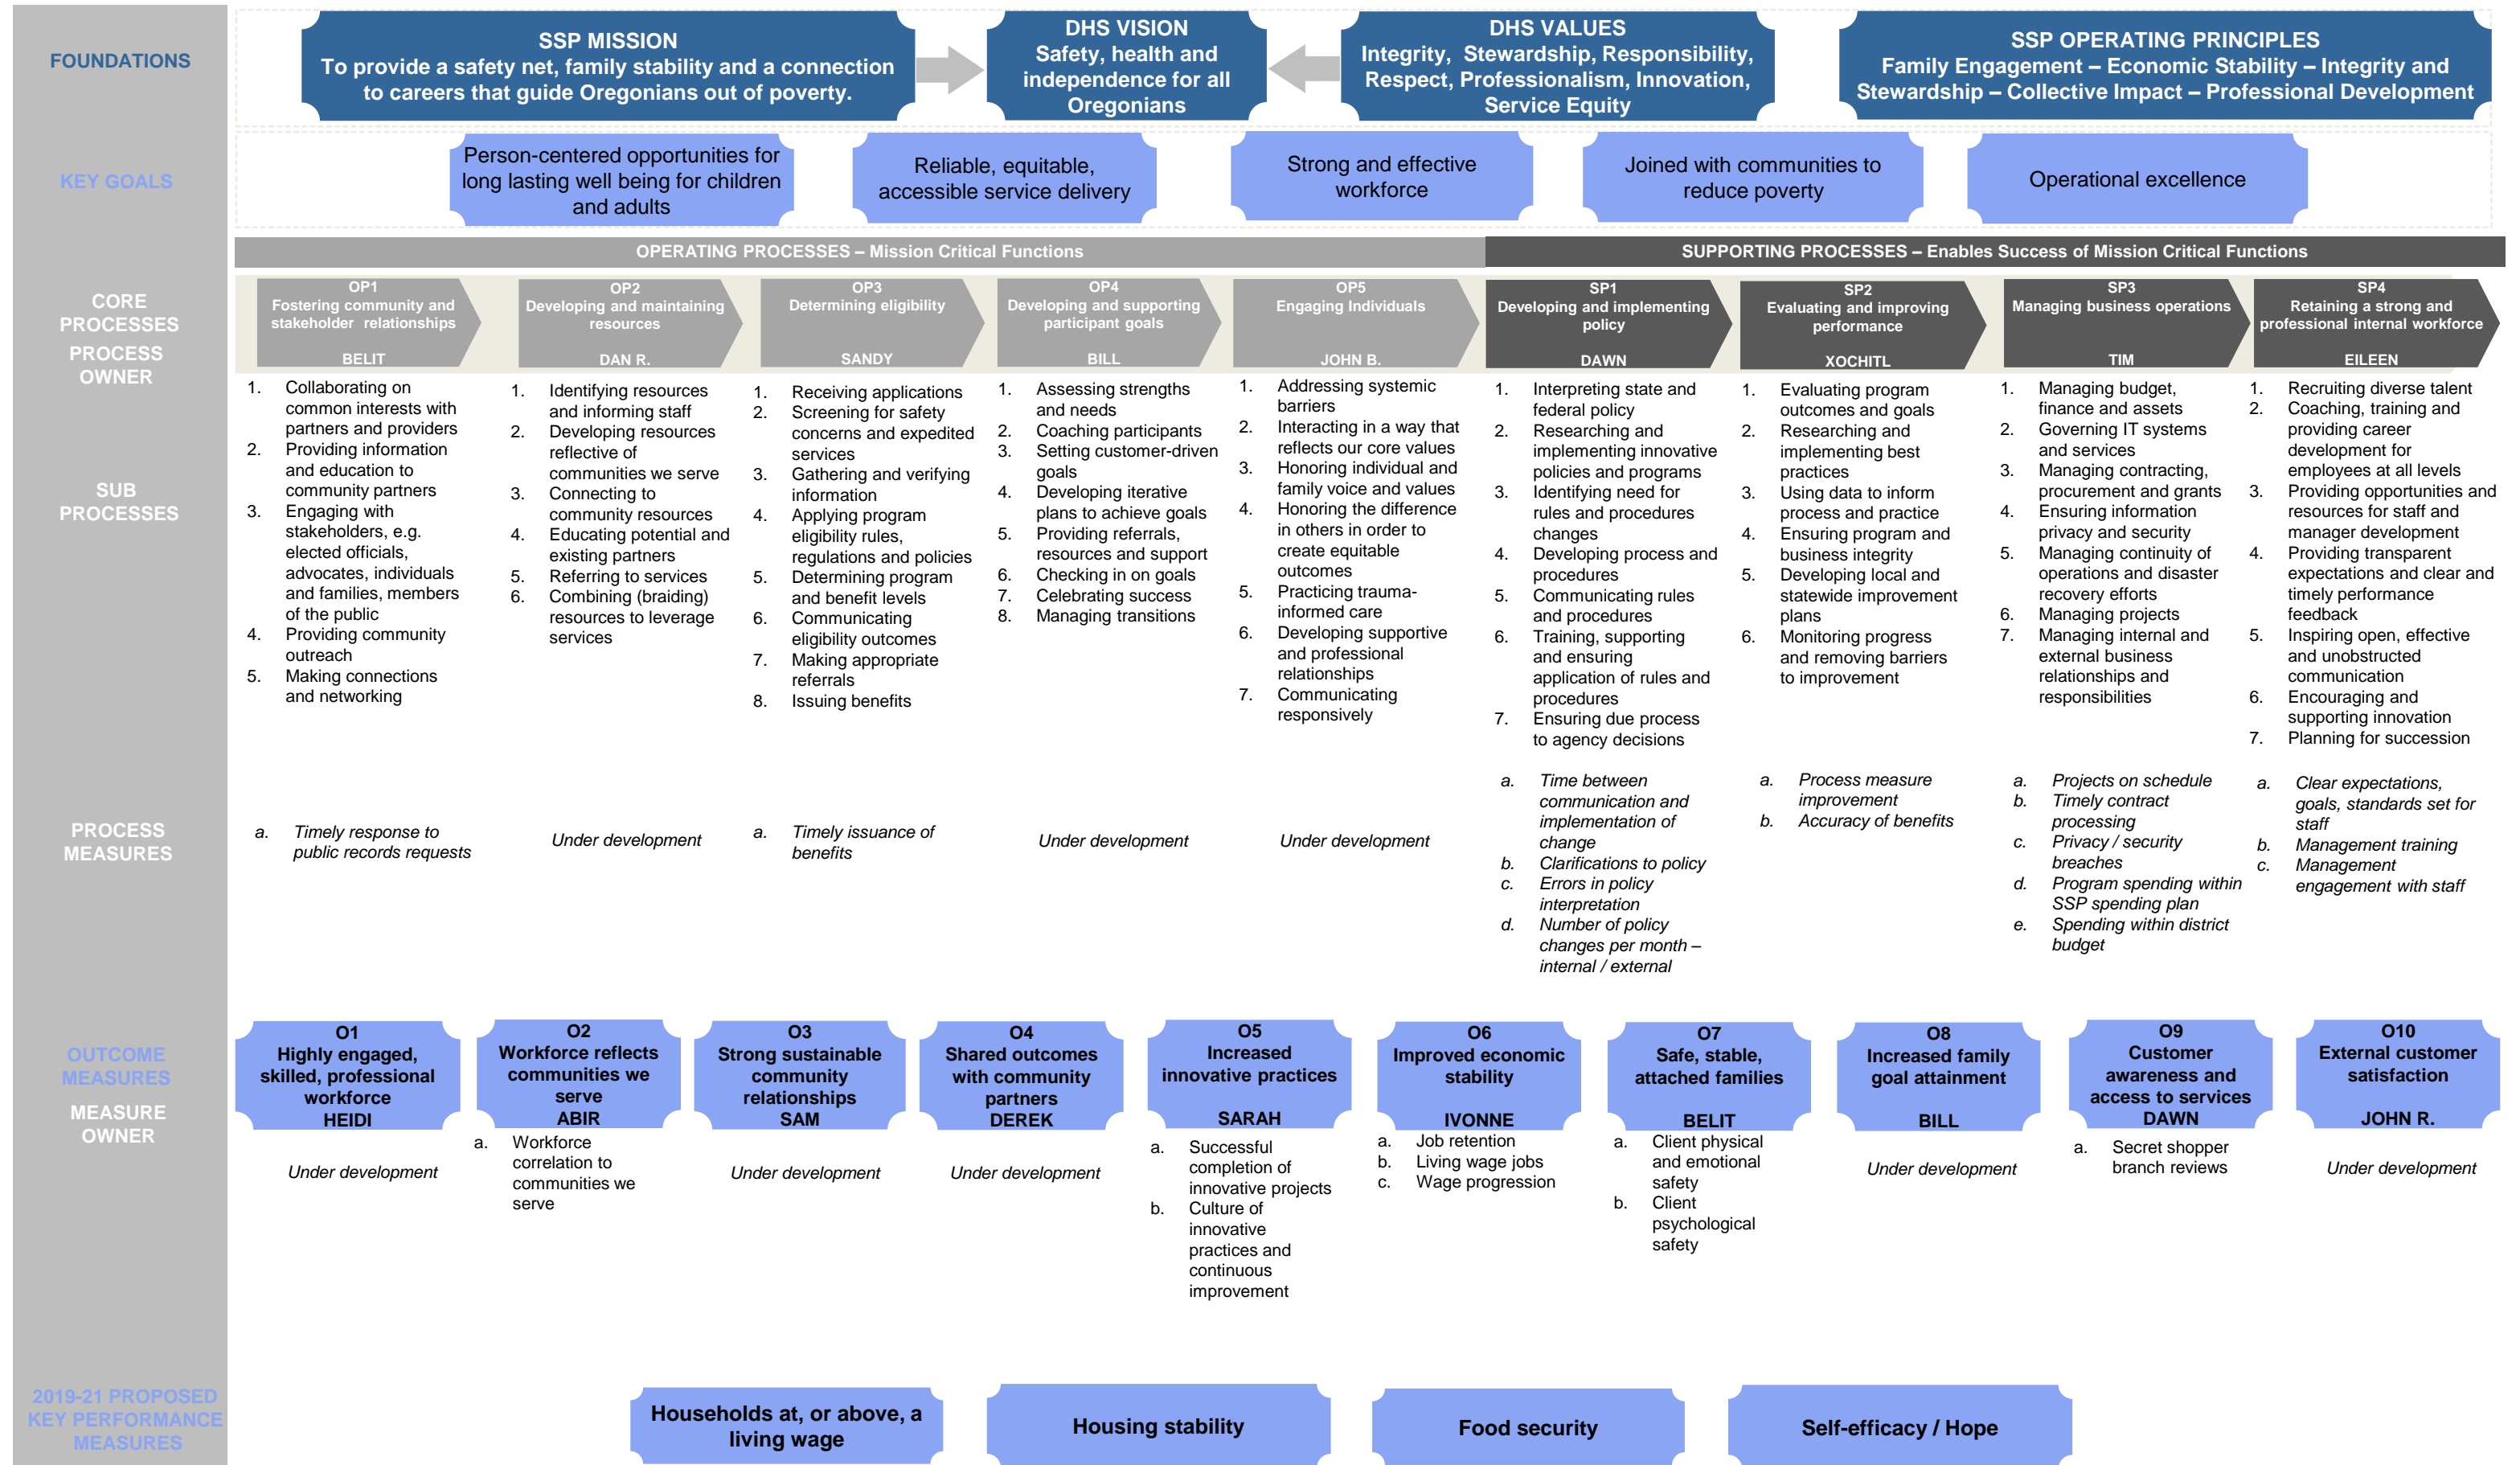 FOUNDATIONS
SSP MISSION
To provide a safety net, family stability and a connection
to careers that guide Oregonians out of poverty.
DHS VISION
Safety, health and
independence for all
Oregonians
DHS VALUES
Integrity, Stewardship, Responsibility,
Respect, Professionalism, Innovation,
Service Equity
SSP OPERATING PRINCIPLES
Family Engagement – Economic Stability – Integrity and
Stewardship – Collective Impact – Professional Development
KEY GOALS
Person-centered opportunities for
long lasting well being for children
and adults
Reliable, equitable,
accessible service delivery
Strong and effective
workforce
Joined with communities to
reduce poverty
Operational excellence
OPERATING PROCESSES – Mission Critical Functions
SUPPORTING PROCESSES – Enables Success of Mission Critical Functions
CORE
PROCESSES
PROCESS
OWNER
OP1
Fostering community and
stakeholder relationships
BELIT
OP2
Developing and maintaining
resources
DAN R.
OP3
Determining eligibility
SANDY
OP4
Developing and supporting
participant goals
BILL
OP5
Engaging Individuals
JOHN B.
SP1
Developing and implementing
policy
DAWN
SP2
Evaluating and improving
performance
XOCHITL
SP3
Managing business operations
TIM
SP4
Retaining a strong and
professional internal workforce
EILEEN
SUB
PROCESSES
1. Collaborating on
common interests with
partners and providers
2. Providing information
and education to
community partners
3. Engaging with
stakeholders, e.g.
elected officials,
advocates, individuals
and families, members
of the public
4. Providing community
outreach
5. Making connections
and networking
1. Identifying resources
and informing staff
2. Developing resources
reflective of
communities we serve
3. Connecting to
community resources
4. Educating potential and
existing partners
5. Referring to services
6. Combining (braiding)
resources to leverage
services
1. Receiving applications
2. Screening for safety
concerns and expedited
services
3. Gathering and verifying
information
4. Applying program
eligibility rules,
regulations and policies
5. Determining program
and benefit levels
6. Communicating
eligibility outcomes
7. Making appropriate
referrals
8. Issuing benefits
1. Assessing strengths
and needs
2. Coaching participants
3. Setting customer-driven
goals
4. Developing iterative
plans to achieve goals
5. Providing referrals,
resources and support
6. Checking in on goals
7. Celebrating success
8. Managing transitions
1. Addressing systemic
barriers
2. Interacting in a way that
reflects our core values
3. Honoring individual and
family voice and values
4. Honoring the difference
in others in order to
create equitable
outcomes
5. Practicing trauma-
informed care
6. Developing supportive
and professional
relationships
7. Communicating
responsively
1. Interpreting state and
federal policy
2. Researching and
implementing innovative
policies and programs
3. Identifying need for
rules and procedures
changes
4. Developing process and
procedures
5. Communicating rules
and procedures
6. Training, supporting
and ensuring
application of rules and
procedures
7. Ensuring due process
to agency decisions
1. Evaluating program
outcomes and goals
2. Researching and
implementing best
practices
3. Using data to inform
process and practice
4. Ensuring program and
business integrity
5. Developing local and
statewide improvement
plans
6. Monitoring progress
and removing barriers
to improvement
1. Managing budget,
finance and assets
2. Governing IT systems
and services
3. Managing contracting,
procurement and grants
4. Ensuring information
privacy and security
5. Managing continuity of
operations and disaster
recovery efforts
6. Managing projects
7. Managing internal and
external business
relationships and
responsibilities
1. Recruiting diverse talent
2. Coaching, training and
providing career
development for
employees at all levels
3. Providing opportunities and
resources for staff and
manager development
4. Providing transparent
expectations and clear and
timely performance
feedback
5. Inspiring open, effective
and unobstructed
communication
6. Encouraging and
supporting innovation
7. Planning for succession
PROCESS
MEASURES
a. Timely response to
public records requests
Under development
a. Timely issuance of
benefits
Under development
Under development
a. Time between
communication and
implementation of
change
b. Clarifications to policy
c. Errors in policy
interpretation
d. Number of policy
changes per month –
internal / external
a. Process measure
improvement
b. Accuracy of benefits
a. Projects on schedule
b. Timely contract
processing
c. Privacy / security
breaches
d. Program spending within
SSP spending plan
e. Spending within district
budget
a. Clear expectations,
goals, standards set for
staff
b. Management training
c. Management
engagement with staff
OUTCOME
MEASURES
MEASURE
OWNER
O1
Highly engaged,
skilled, professional
workforce
HEIDI
Under development
O2
Workforce reflects
communities we
serve
ABIR
a. Workforce
correlation to
communities we
serve
O3
Strong sustainable
community
relationships
SAM
Under development
O4
Shared outcomes
with community
partners
DEREK
Under development
O5
Increased
innovative practices
SARAH
a. Successful
completion of
innovative projects
b. Culture of
innovative
practices and
continuous
improvement
O6
Improved economic
stability
IVONNE
a. Job retention
b. Living wage jobs
c. Wage progression
O7
Safe, stable,
attached families
BELIT
a. Client physical
and emotional
safety
b. Client
psychological
safety
O8
Increased family
goal attainment
BILL
Under development
O9
Customer
awareness and
access to services
DAWN
a. Secret shopper
branch reviews
O10
External customer
satisfaction
JOHN R.
Under development
2019-21 PROPOSED
KEY PERFORMANCE
MEASURES
Households at, or above, a
living wage
Housing stability
Food security
Self-efficacy / Hope